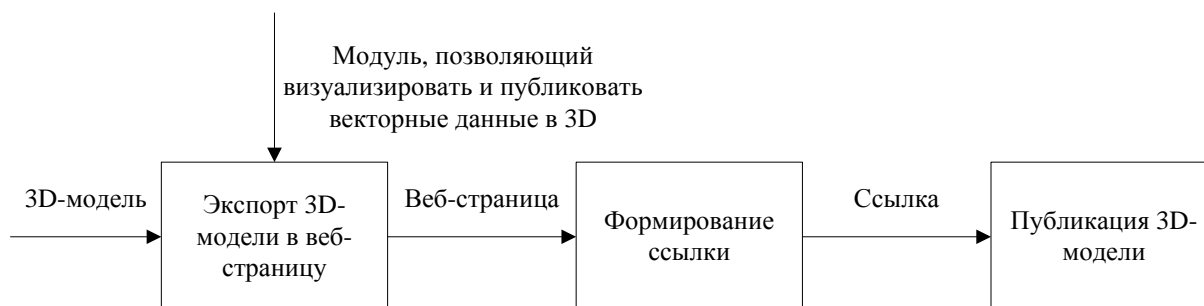 Модуль, позволяющий
визуализировать и публиковать
векторные данные в 3D
3D-модель
Экспорт 3D-
модели в веб-
страницу
Веб-страница
Формирование
ссылки
Ссылка
Публикация 3D-
модели